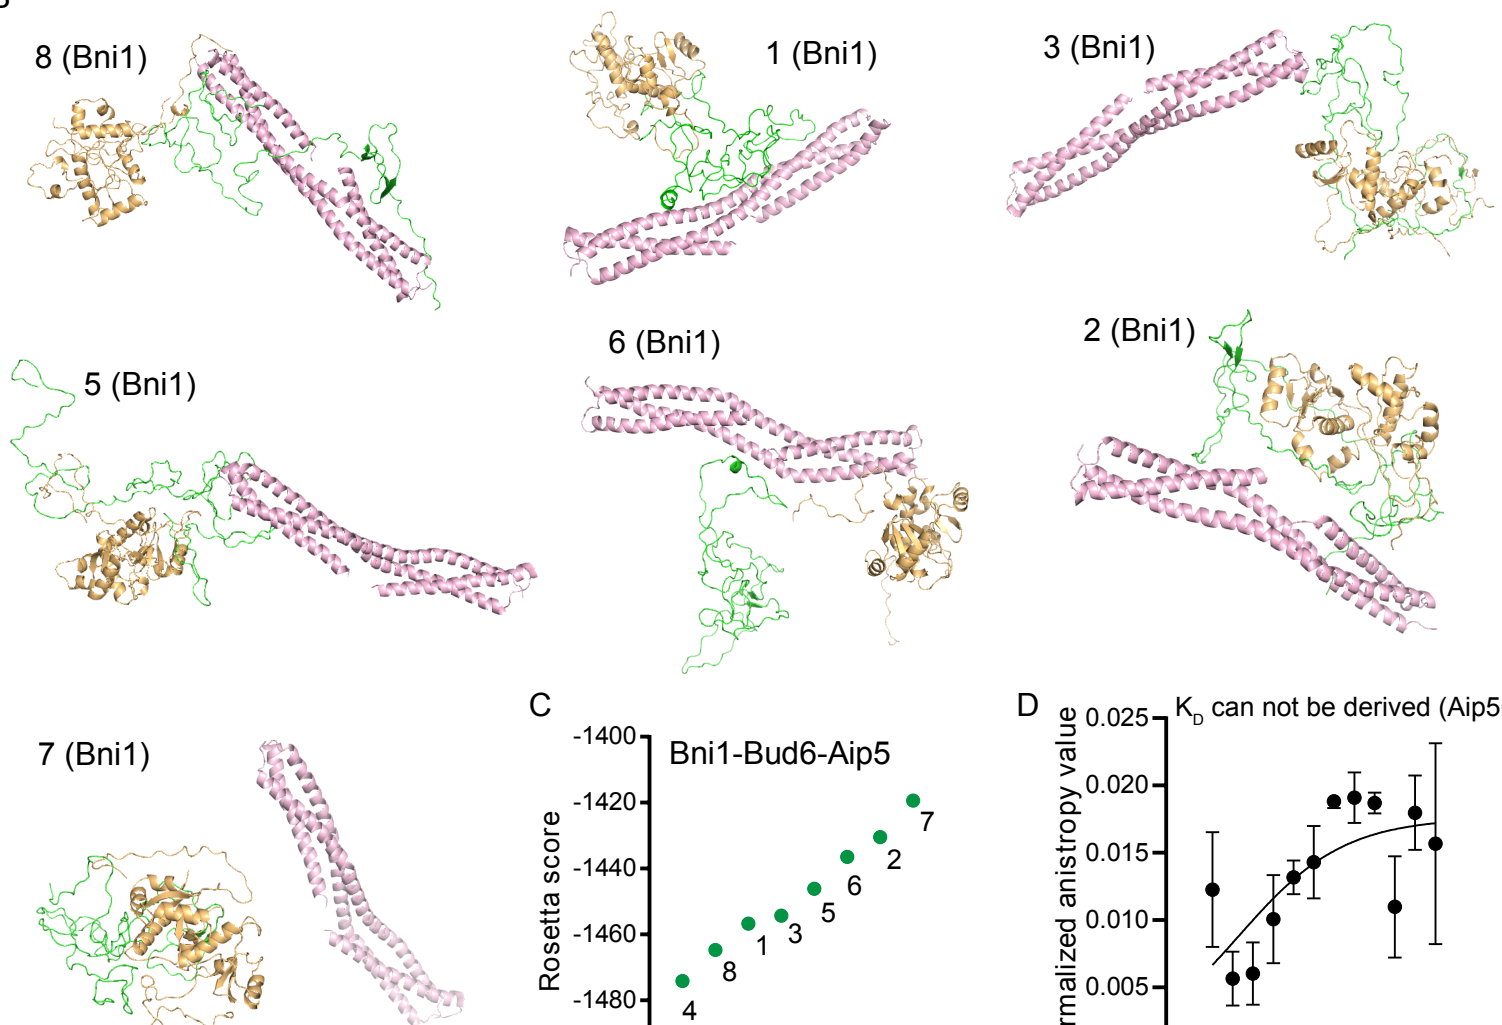 8 (Bni1)
1 (Bni1)
3 (Bni1)
5 (Bni1)
6 (Bni1)
2 (Bni1)
7 (Bni1)
C
Bni1-Bud6-Aip5
Rosetta score
-1400
-1420
-1440
-1460
-1480
4
8
1
3
5
6
2
7
D
K_D can not be derived (Aip5
anistropy value
0.025
0.020
0.015
0.010
0.005